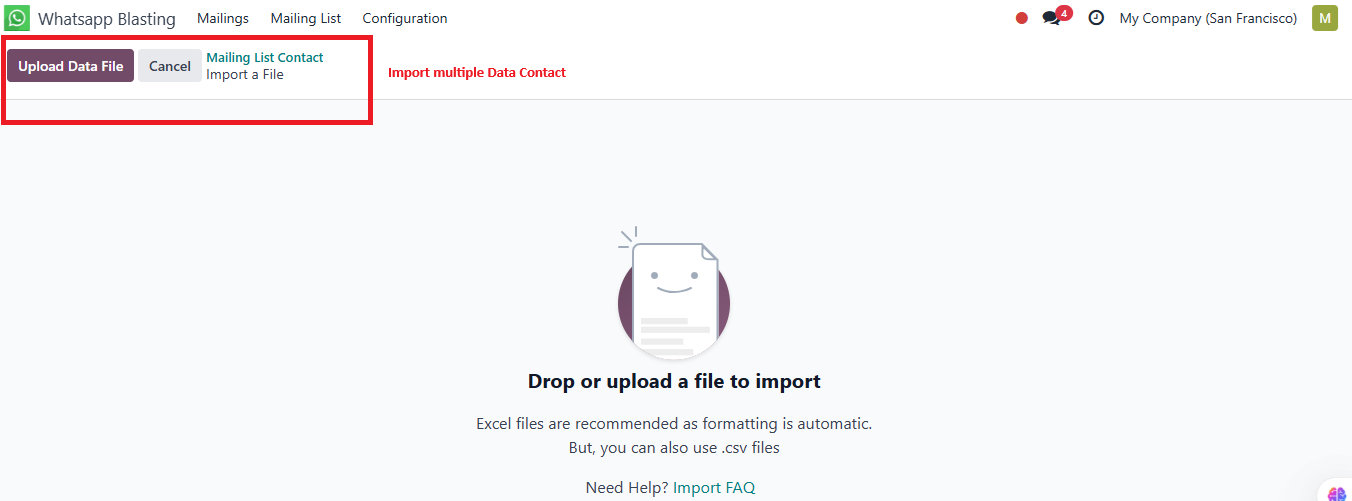 Whatsapp Blasting Mailings Mailing List Configuration 4 My Company (San Francisco) M
Upload Data File Cancel Mailing List Contact
Import a File
Import multiple Data Contact
Drop or upload a file to import
Excel files are recommended as formatting is automatic.
But, you can also use .csv files
Need Help? Import FAQ